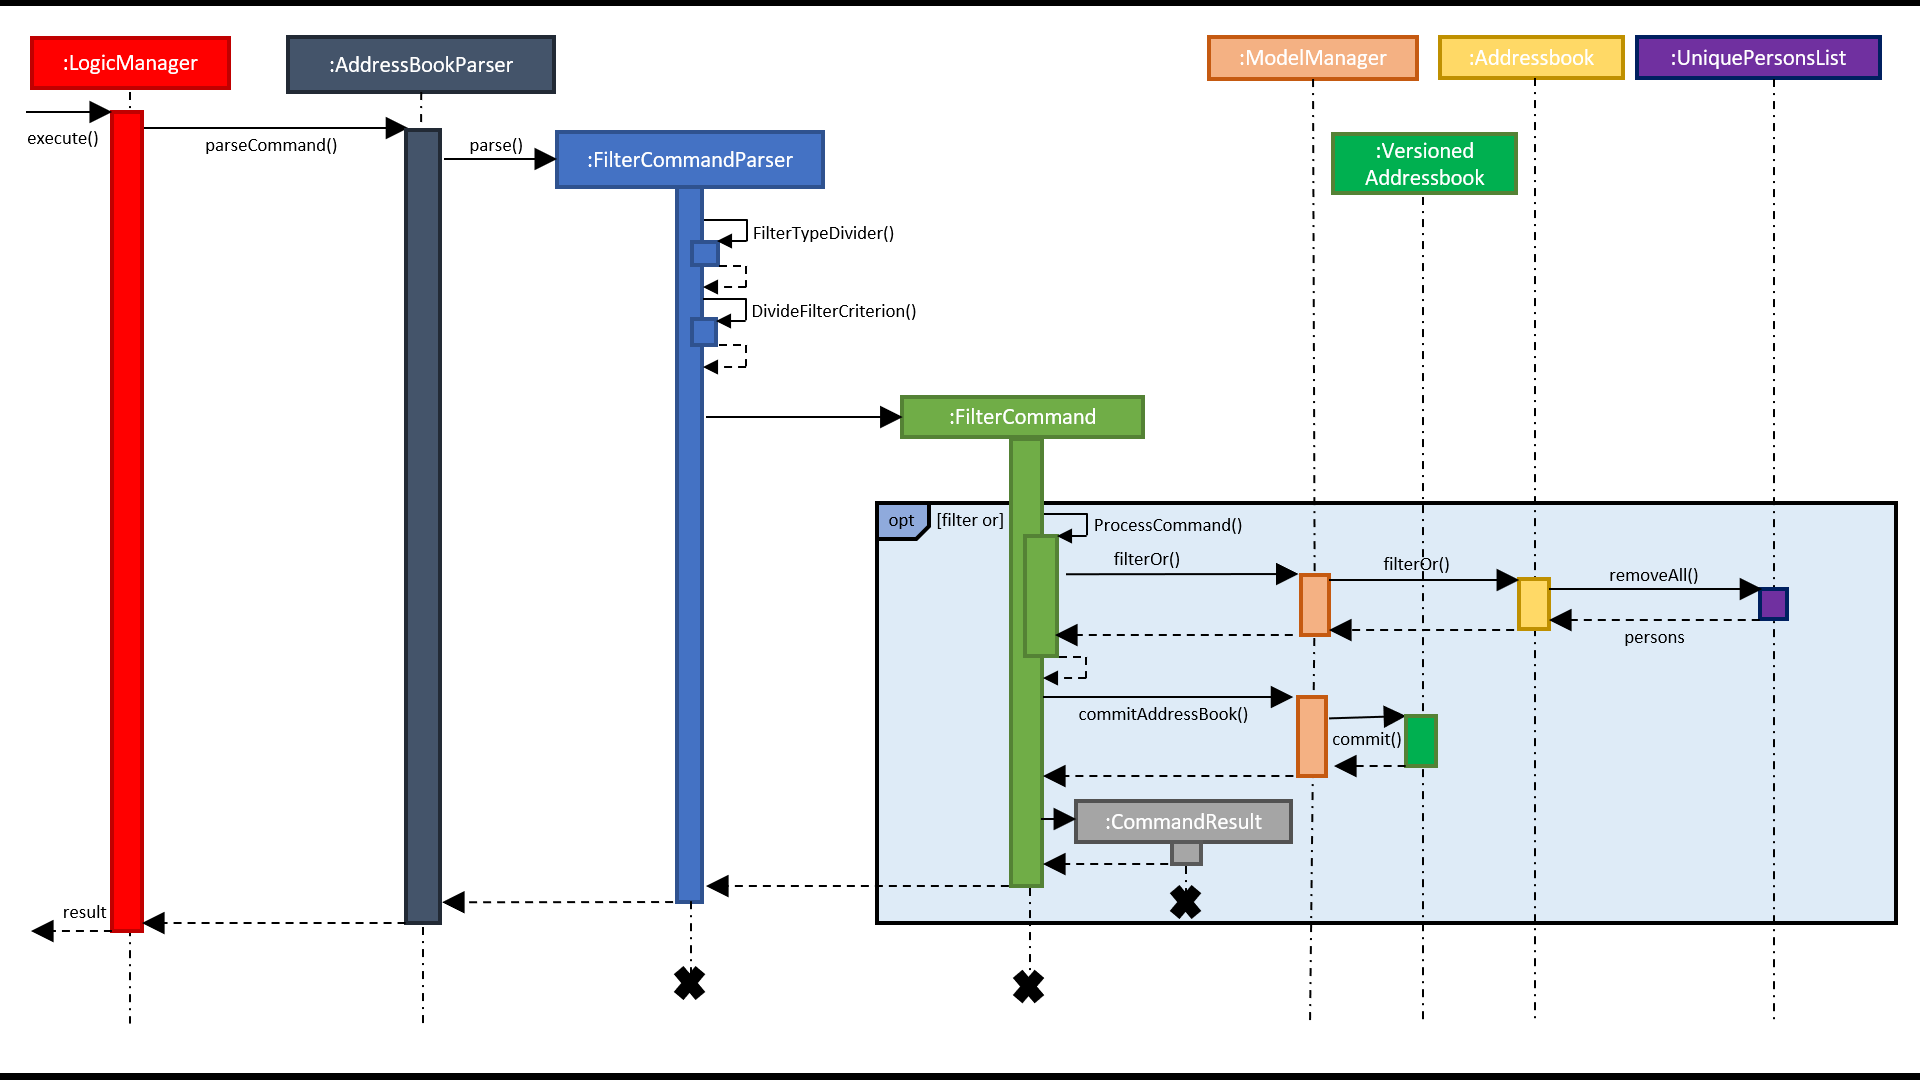 :LogicManager
:AddressBookParser
:ModelManager
:Addressbook
:UniquePersonsList
execute()
parseCommand()
parse()
:FilterCommandParser
:Versioned
Addressbook
FilterTypeDivider()
DivideFilterCriterion()
:FilterCommand
opt
[filter or]
ProcessCommand()
filterOr()
filterOr()
removeAll()
persons
commitAddressBook()
commit()
:CommandResult
result